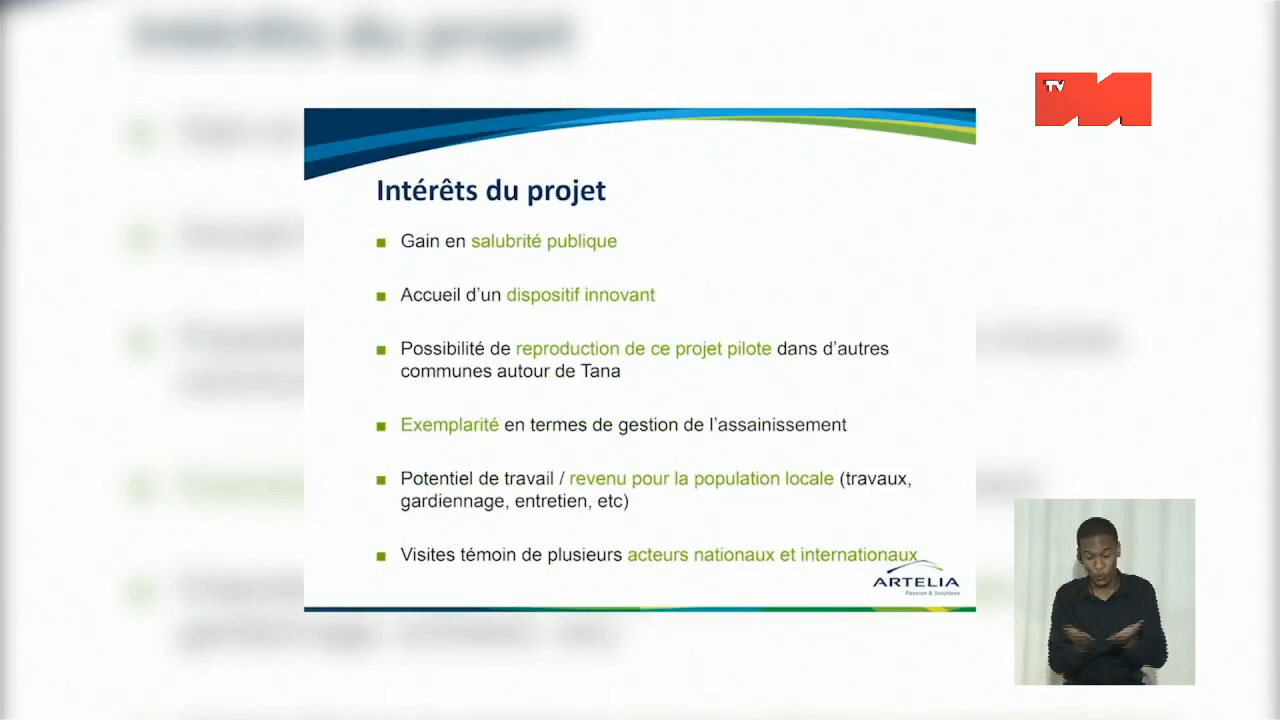 TV
Intérêts du projet
Gain en salubrité publique
Accueil d'un dispositif innovant
Possibilité de reproduction de ce projet pilote dans d'autres
communes autour de Tana
Exemplarité en termes de gestion de l'assainissement
Potentiel de travail / revenu pour la population locale (travaux,
gardiennage, entretien, etc)
Visites témoin de plusieurs acteurs nationaux et internationaux
ARTELIA
Passion & Solutions